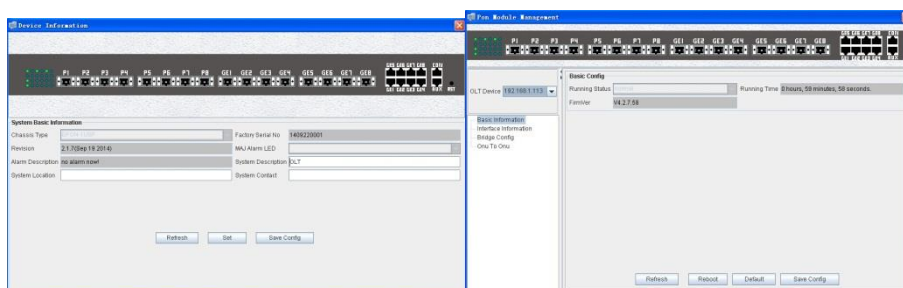 Device Information
P1 P2 P3 P4 P5 P6 P7 P8 GE1 GE2 GE3 GE4 GE5 GE6 GE7 GE8
System Basic Information
Chassis Type
Factory Serial No 1409220001
Revision 2.1.7(Sep 19 2014)
MAJ Alarm LED
Alarm Description no alarm now!
System Description OLT
System Location
System Contact
Refresh Set Save Config
Pon Module Management
P1 P2 P3 P4 P5 P6 P7 P8 GE1 GE2 GE3 GE4 GE5 GE6 GE7 GE8
OLT Device 192.168.1.113
Basic Information
Interface Information
Bridge Config
Onu To Onu
Basic Config
Running Status
Running Time 0 hours, 59 minutes, 58 seconds.
FirmVer V4.2.7.58
Refresh Reboot Default Save Config